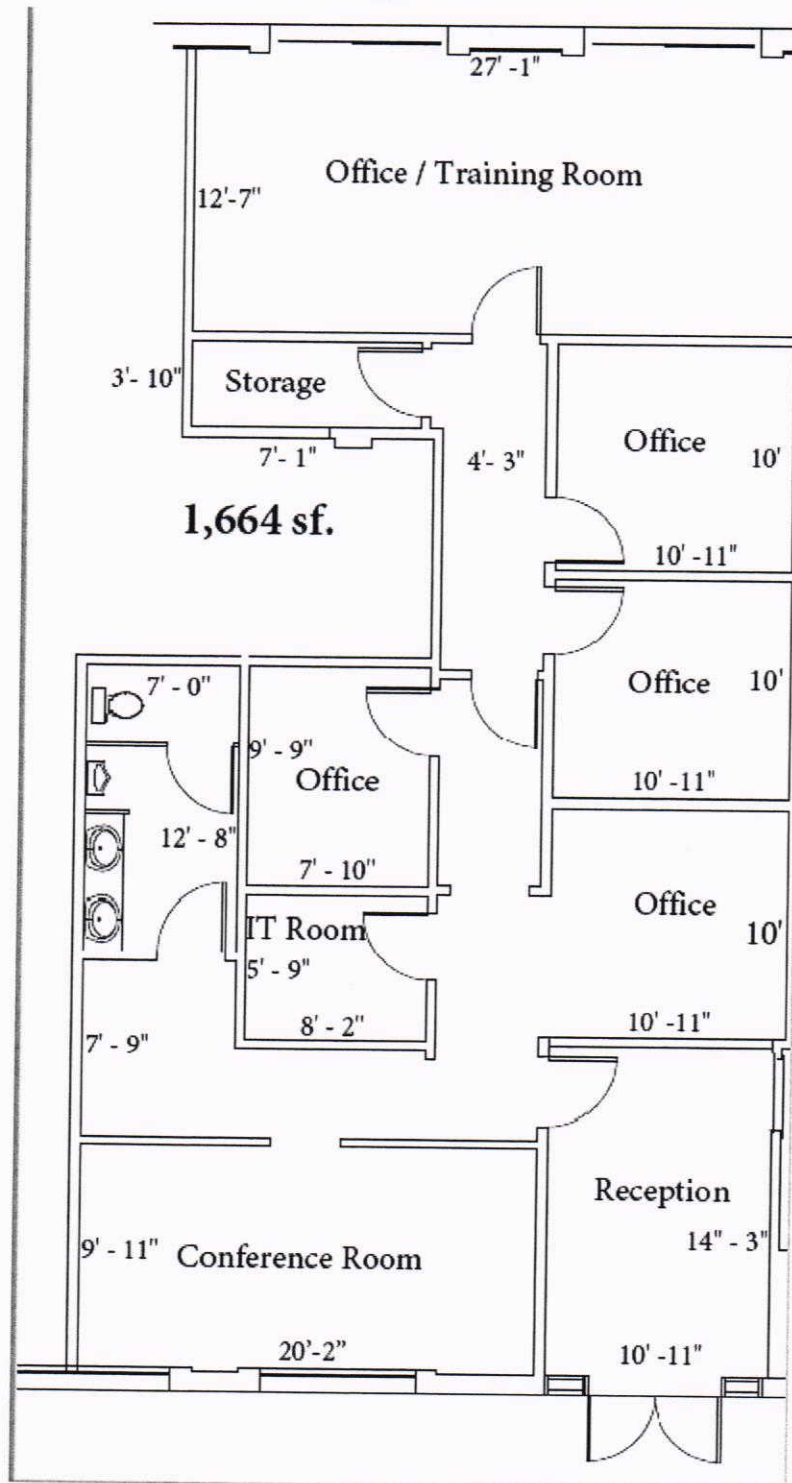 27' -1"
Office / Training Room
12'-7"
3'- 10"
Storage
Office
10'
7'- 1"
4'- 3"
1,664 sf.
10' -11"
7' - 0"
Office
10'
9' - 9"
Office
10' -11"
12' - 8"
7' - 10"
Office
10'
IT Room
5' - 9"
8' - 2"
10' -11"
7' - 9"
Reception
14" - 3"
9' - 11"
Conference Room
20'-2"
10' -11"